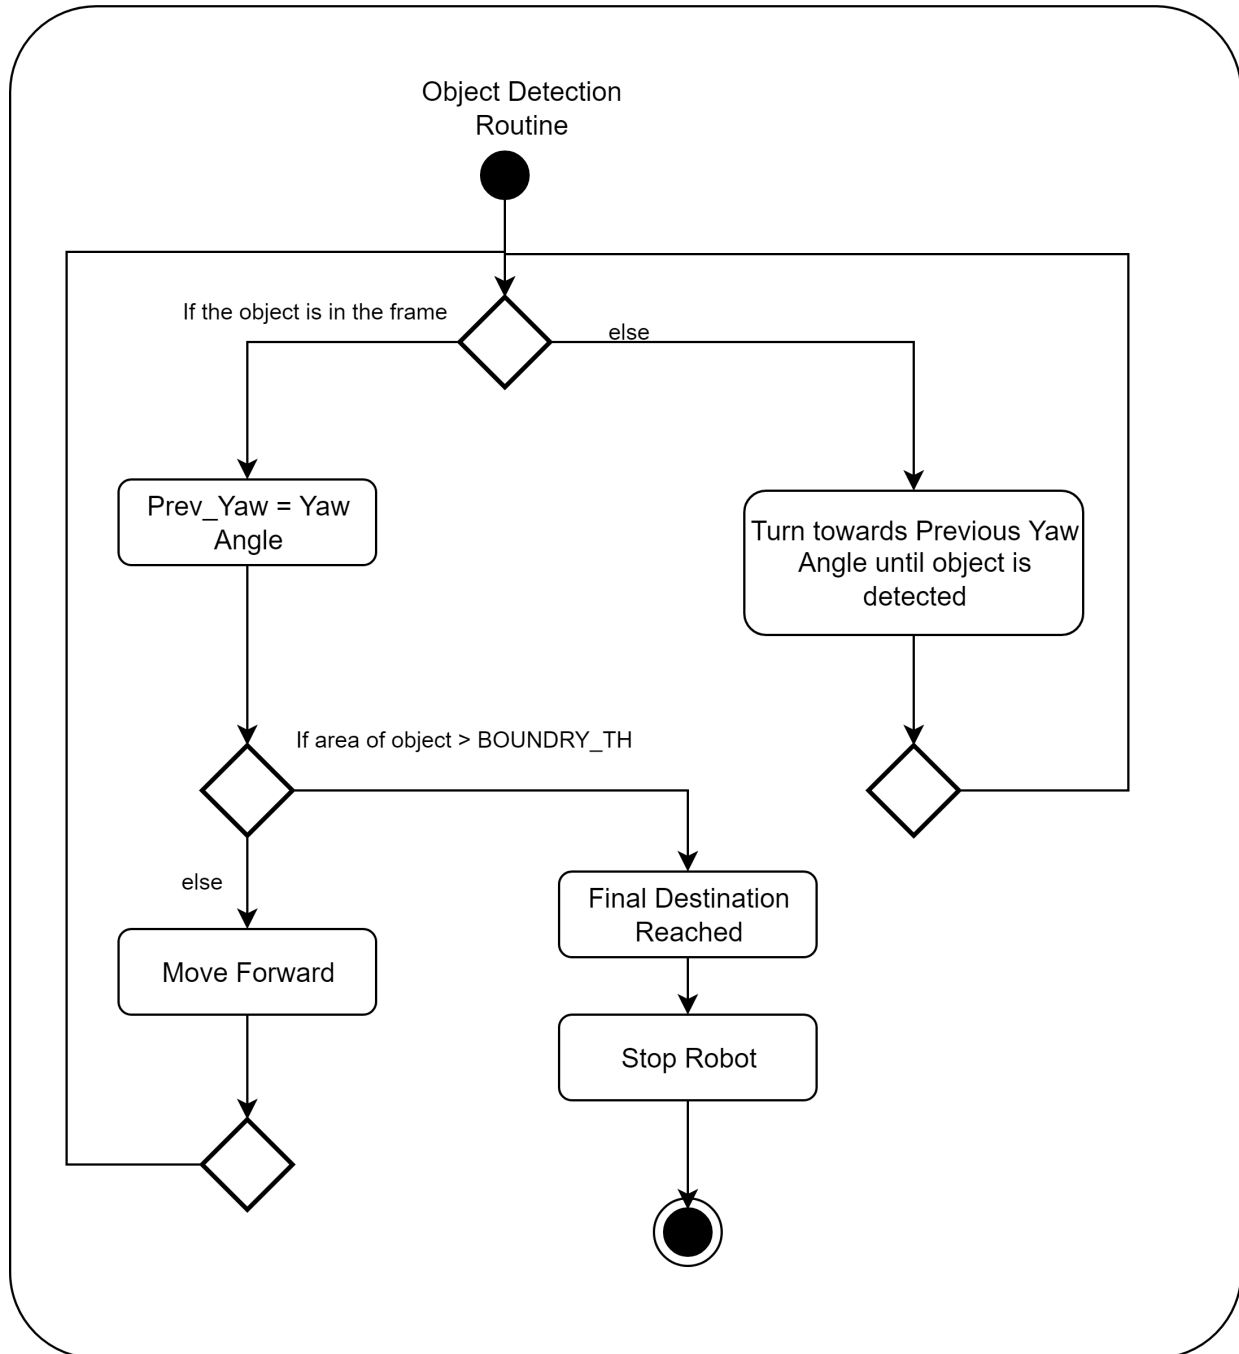 Object Detection
Routine
If the object is in the frame
else
Prev_Yaw = Yaw
Angle
Turn towards Previous Yaw
Angle until object is
detected
If area of object > BOUNDRY_TH
else
Final Destination
Reached
Move Forward
Stop Robot